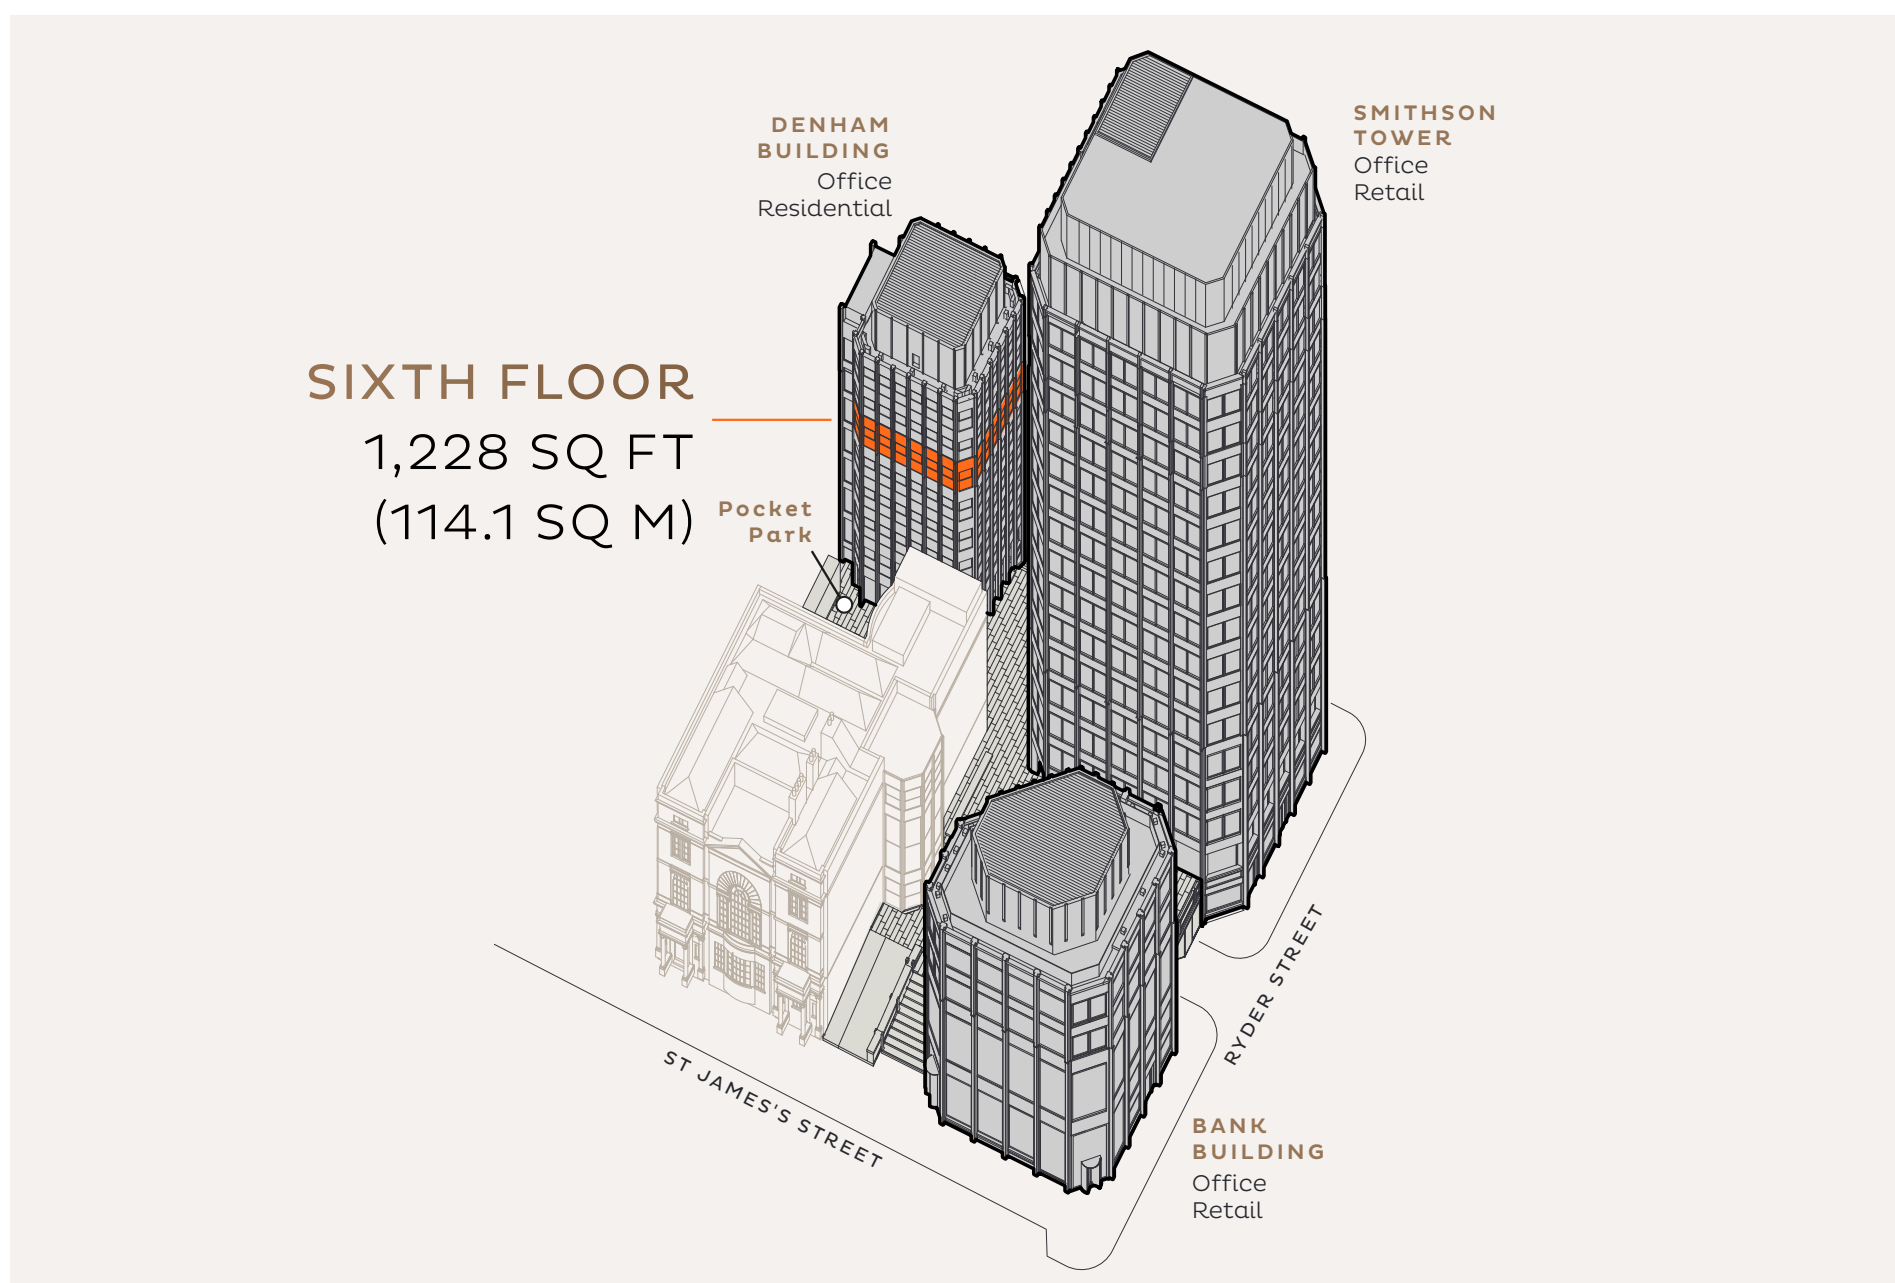 DENHAM
BUILDING
Office
Residential
SMITHSON
TOWER
Office
Retail
SIXTH FLOOR
1,228 SQ FT
(114.1 SQ M)
Pocket
Park
RYDER STREET
ST JAMES'S STREET
BANK
BUILDING
Office
Retail